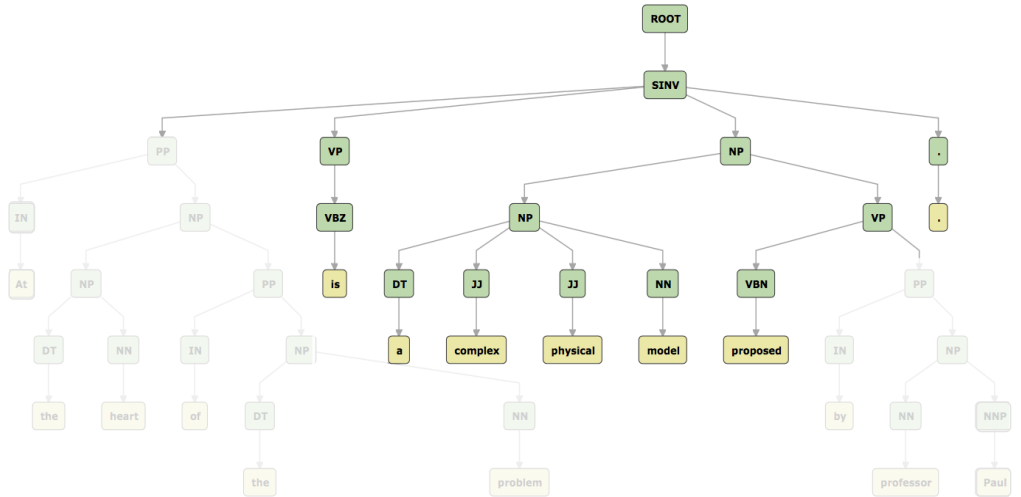 ROOT
SINV
PP VP NP .
IN NP VBZ NP VP .
At NP PP is DT JJ JJ NN VBN PP
DT NN IN NP a complex physical model proposed IN NP
the heart of DT NN by NN NNP
the problem professor Paul